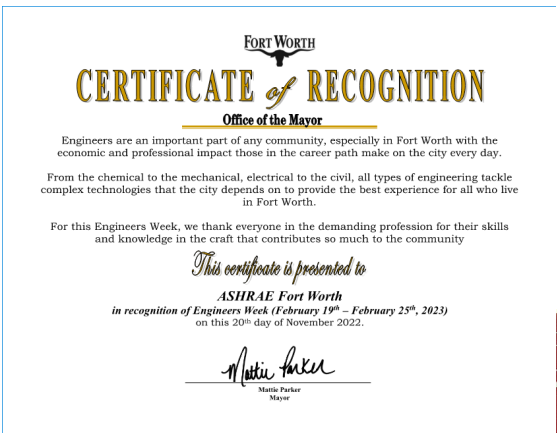 FORT WORTH
CERTIFICATE of RECOGNITION
Office of the Mayor
Engineers are an important part of any community, especially in Fort Worth with the
economic and professional impact those in the career path make on the city every day.
From the chemical to the mechanical, electrical to the civil, all types of engineering tackle
complex technologies that the city depends on to provide the best experience for all who live
in Fort Worth.
For this Engineers Week, we thank everyone in the demanding profession for their skills
and knowledge in the craft that contributes so much to the community
This certificate is presented to
ASHRAE Fort Worth
in recognition of Engineers Week (February 19th – February 25th, 2023)
on this 20th day of November 2022.
Mattie Parker
Mattie Parker
Mayor